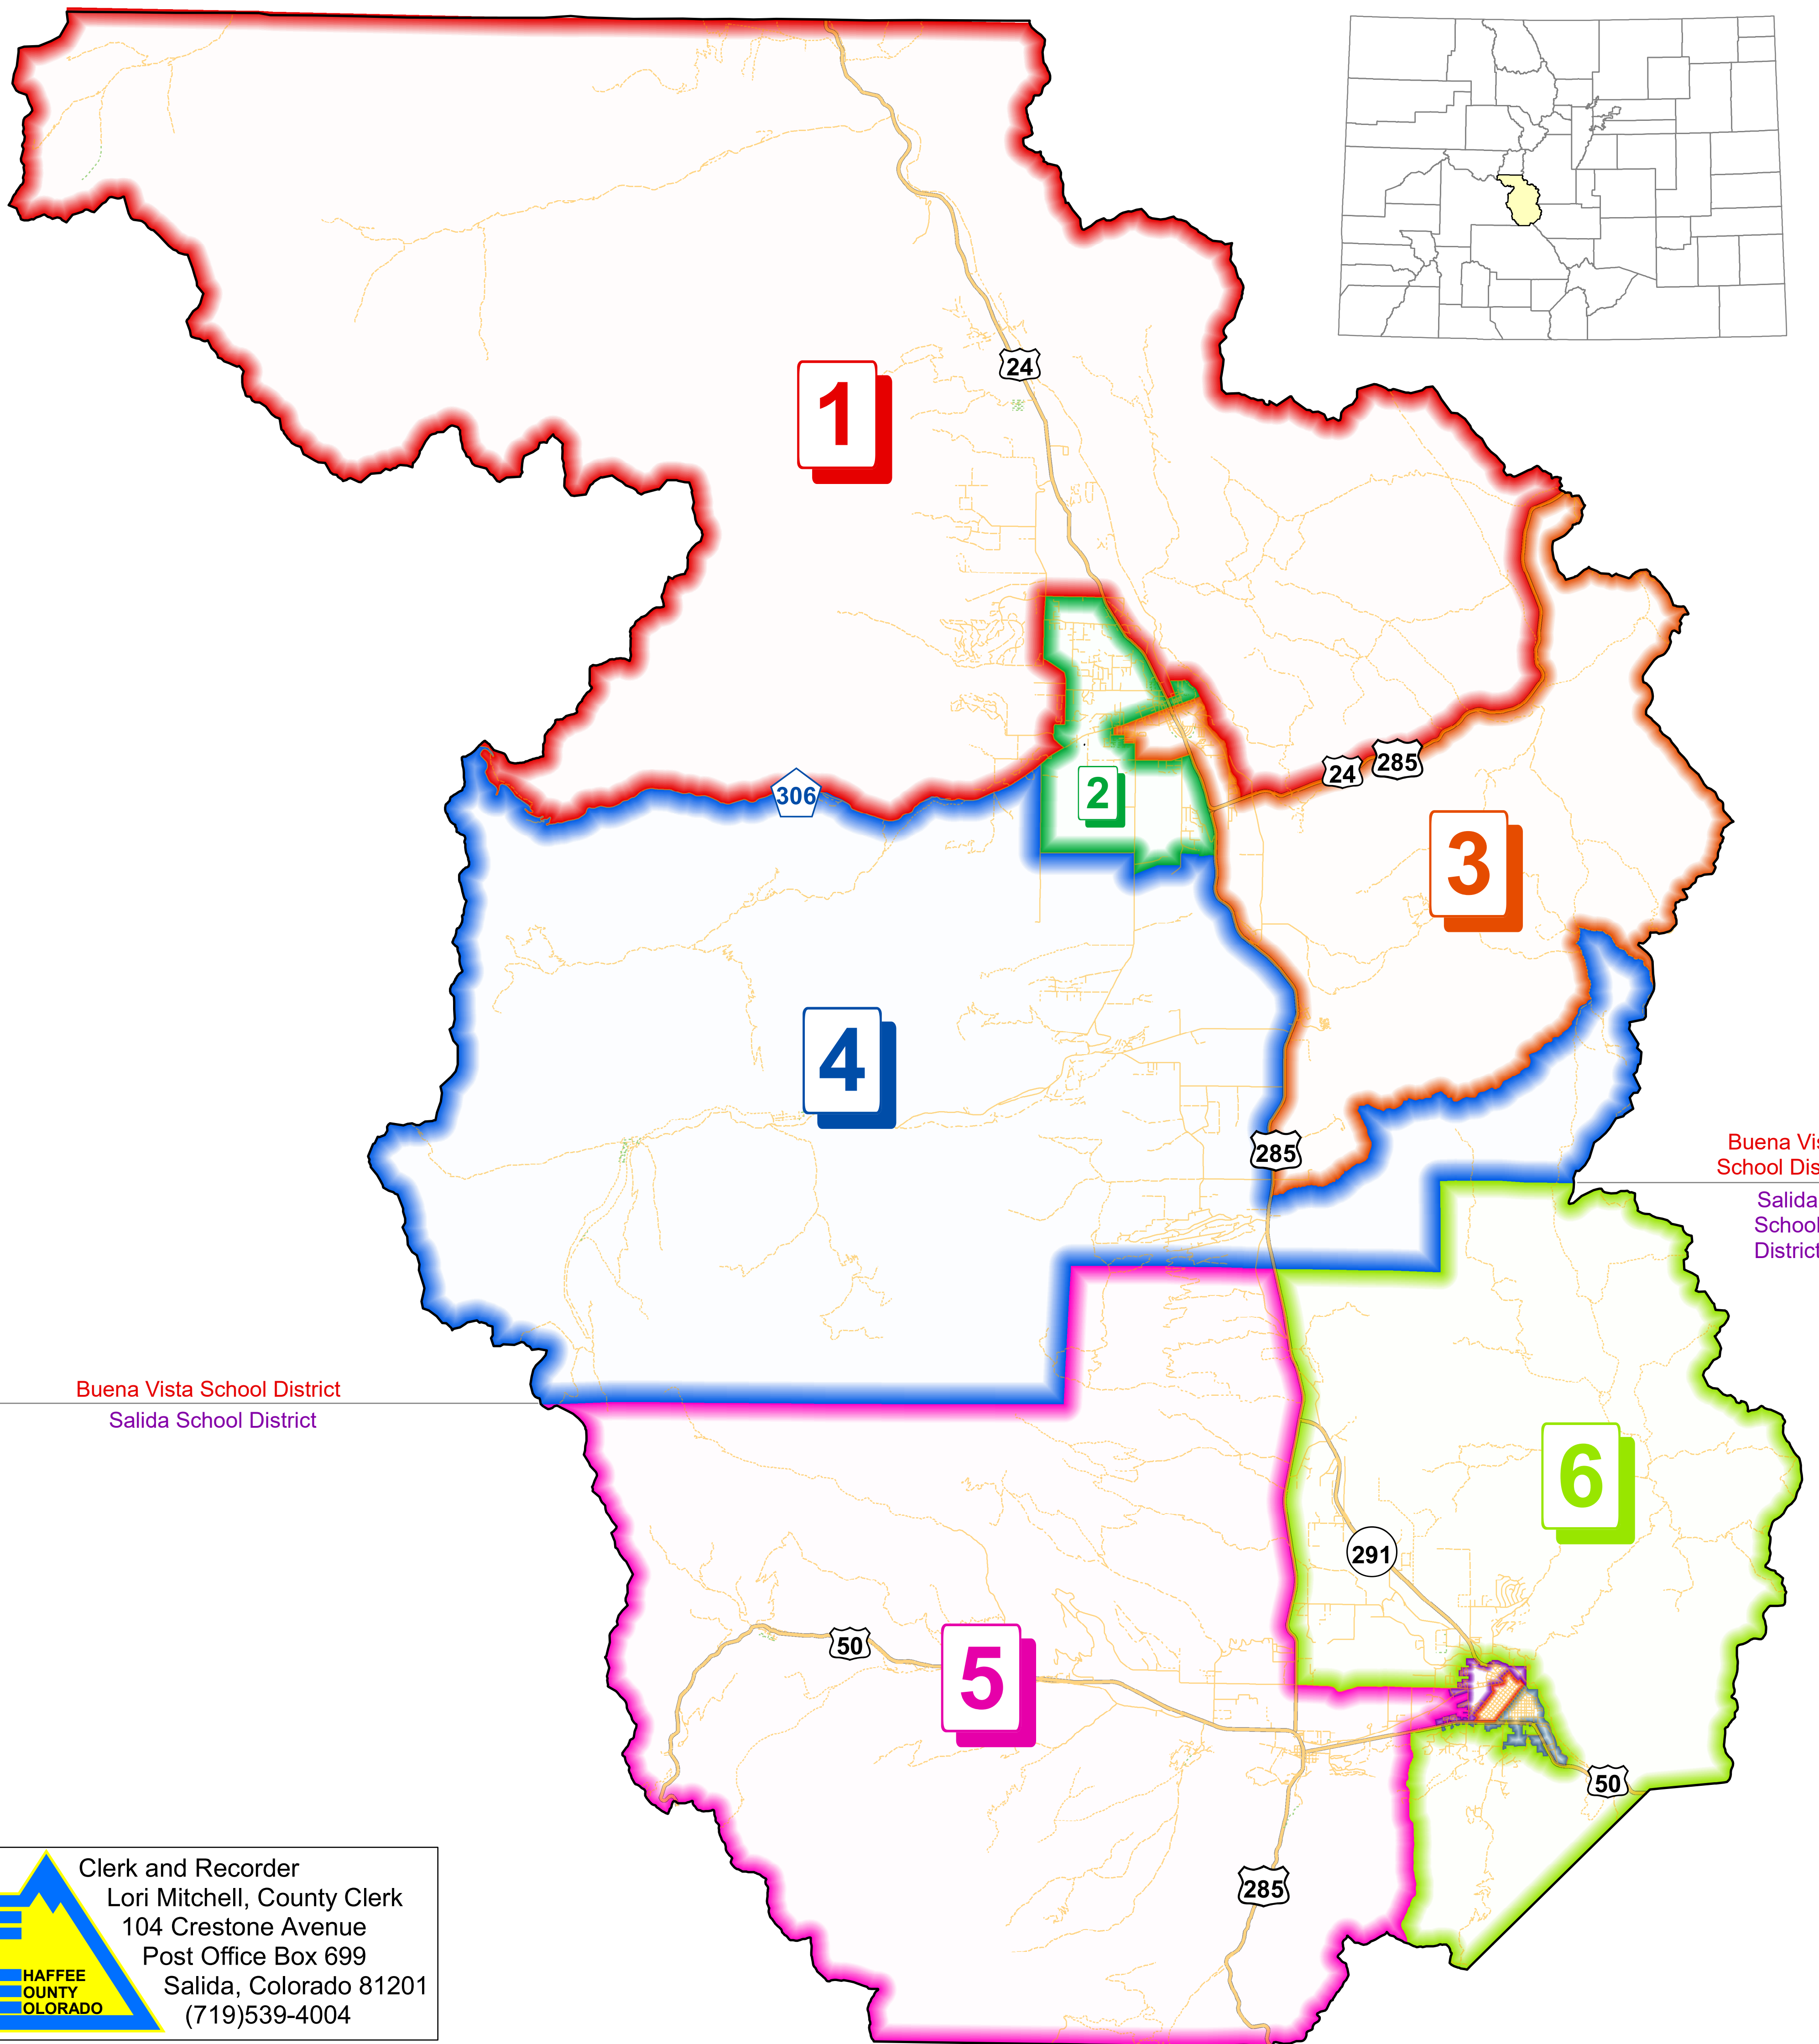 24
1
24
285
306
2
3
4
285
Buena Vis
School Dis
Salida
School
District
Buena Vista School District
Salida School District
6
291
50
5
50
285
Clerk and Recorder
Lori Mitchell, County Clerk
104 Crestone Avenue
Post Office Box 699
Salida, Colorado 81201
(719)539-4004
HAFFEE
OUNTY
OLORADO